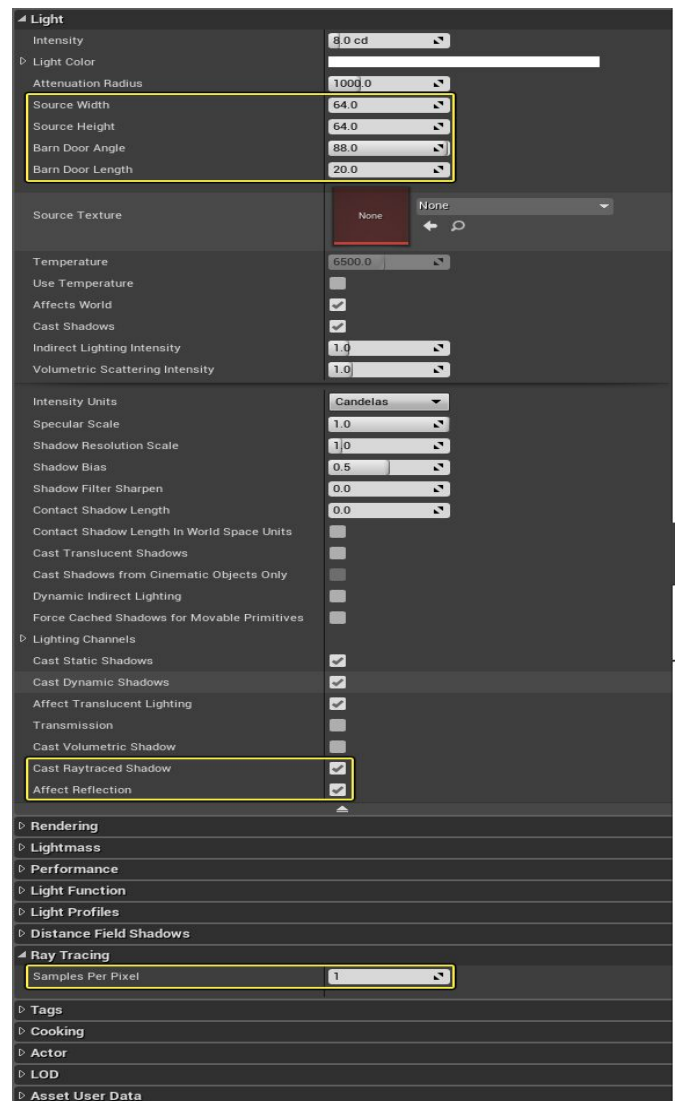 Light
Intensity 8.0 cd
Light Color
Attenuation Radius 1000.0
Source Width 64.0
Source Height 64.0
Barn Door Angle 88.0
Barn Door Length 20.0
Source Texture None None
Temperature 6500.0
Use Temperature
Affects World
Cast Shadows
Indirect Lighting Intensity 1.0
Volumetric Scattering Intensity 1.0
Intensity Units Candelas
Specular Scale 1.0
Shadow Resolution Scale 1.0
Shadow Bias 0.5
Shadow Filter Sharpen 0.0
Contact Shadow Length 0.0
Contact Shadow Length In World Space Units
Cast Translucent Shadows
Cast Shadows from Cinematic Objects Only
Dynamic Indirect Lighting
Force Cached Shadows for Movable Primitives
Lighting Channels
Cast Static Shadows
Cast Dynamic Shadows
Affect Translucent Lighting
Transmission
Cast Volumetric Shadow
Cast Raytraced Shadow
Affect Reflection
Rendering
Lightmass
Performance
Light Function
Light Profiles
Distance Field Shadows
Ray Tracing
Samples Per Pixel 1
Tags
Cooking
Actor
LOD
Asset User Data